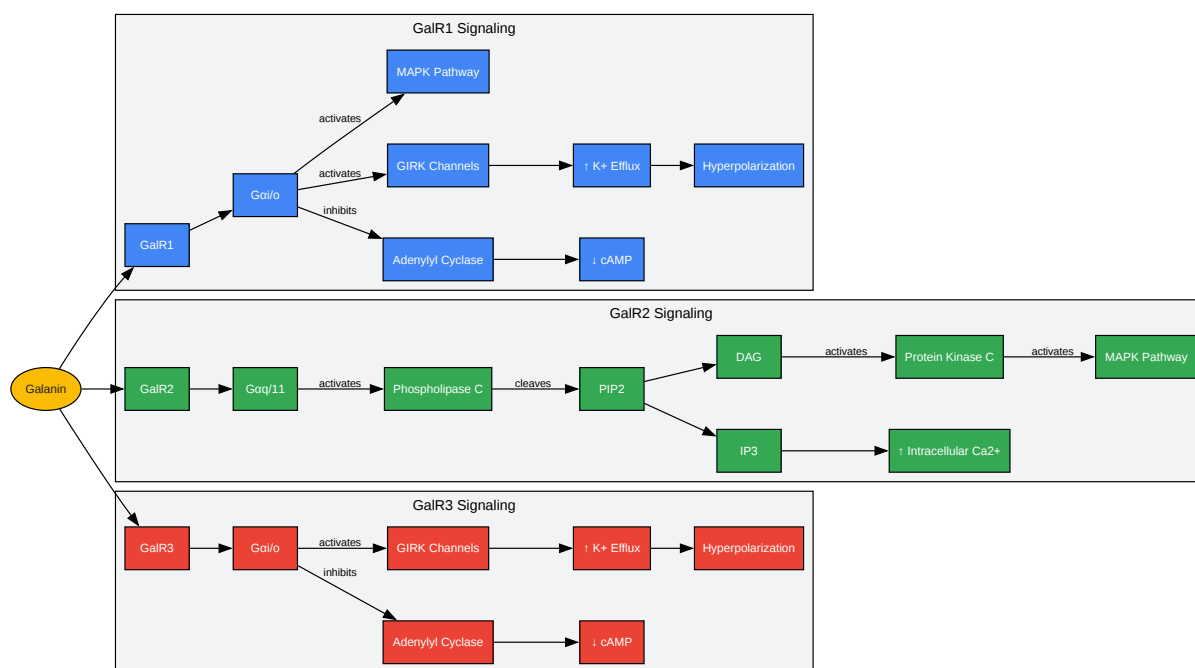 GalR1 Signaling
MAPK Pathway
activates
GIRK Channels
↑ K+ Efflux
Hyperpolarization
activates
Gαi/o
inhibits
GalR1
Adenylyl Cyclase
↓ cAMP
GalR2 Signaling
DAG
activates
Protein Kinase C
activates
MAPK Pathway
Galanin
GalR2
Gαq/11
activates
Phospholipase C
cleaves
PIP2
IP3
↑ Intracellular Ca2+
GalR3 Signaling
GalR3
Gαi/o
activates
GIRK Channels
↑ K+ Efflux
Hyperpolarization
inhibits
Adenylyl Cyclase
↓ cAMP